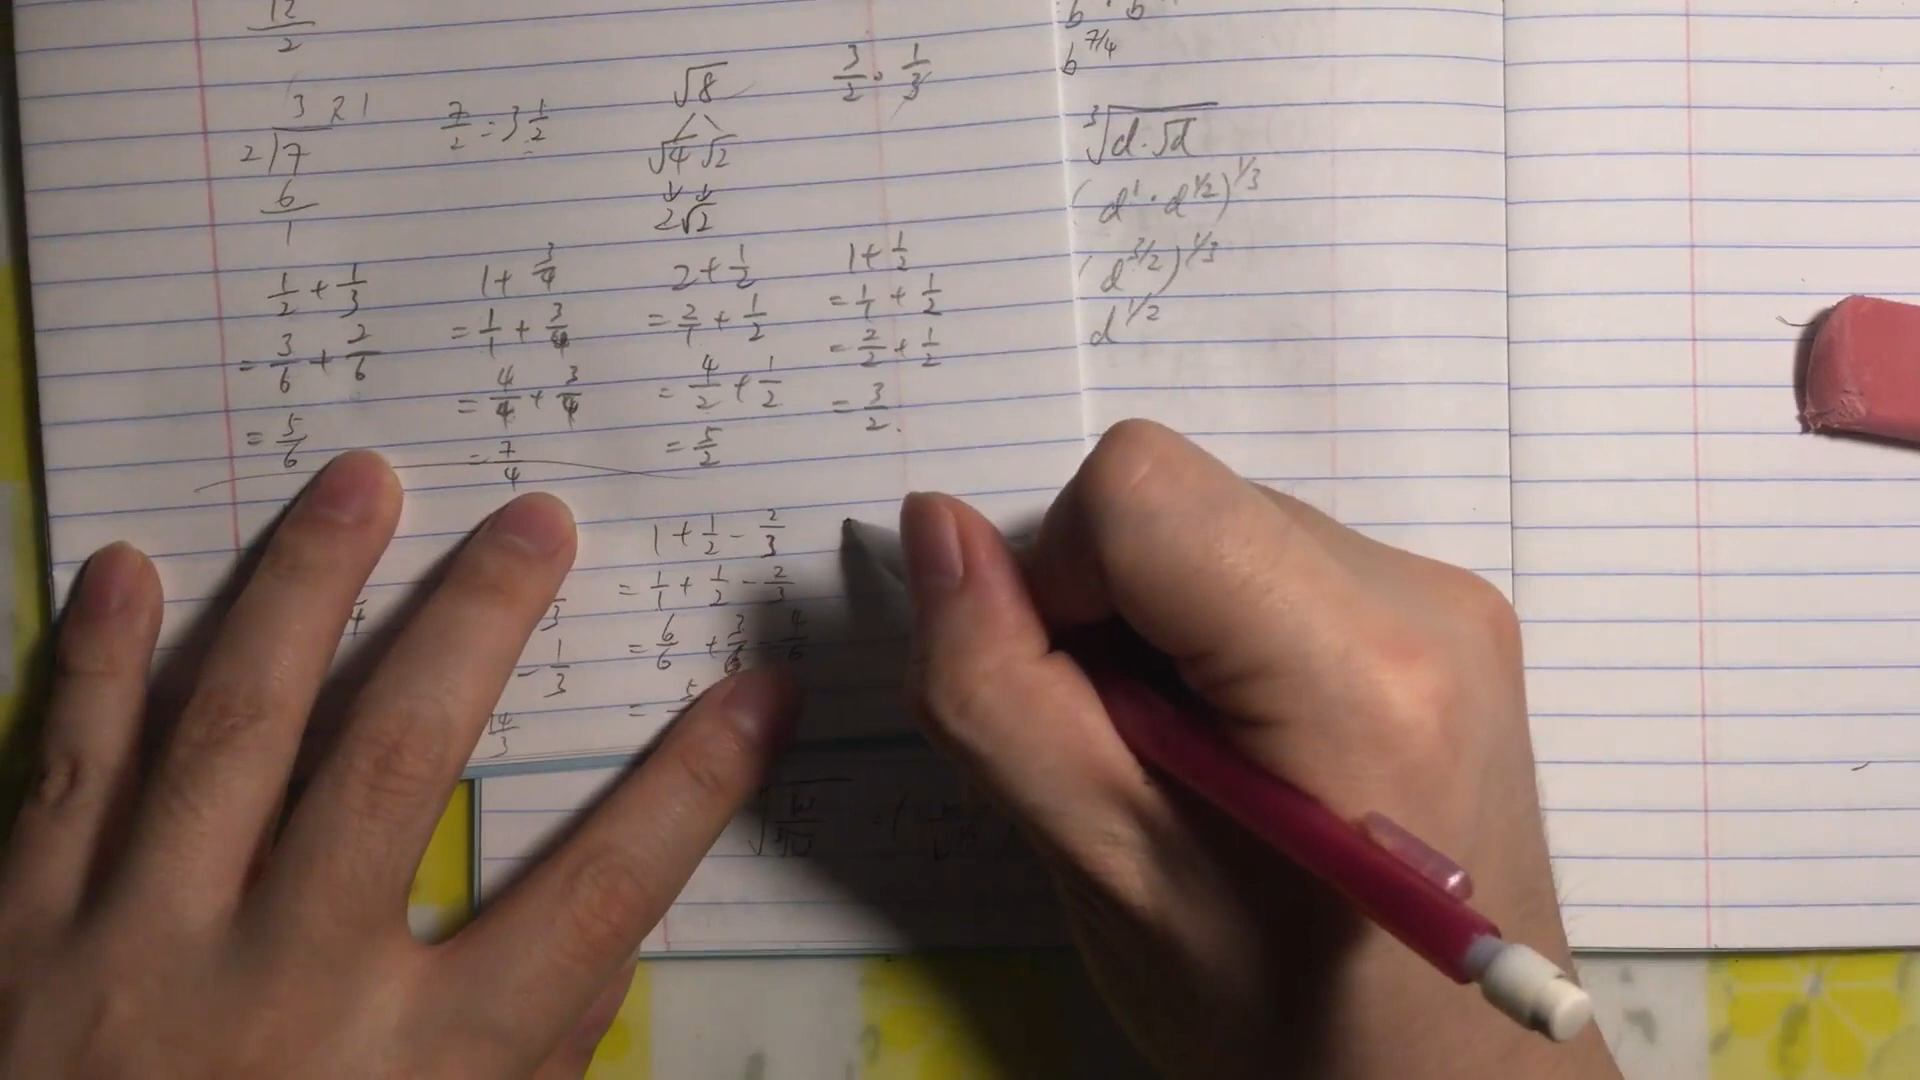 12/2
3 R 1
2)7
6
1
7/2 = 3 1/2
√8
√4 √2
2√2
3/2 · 1/3
1/2 + 1/3
= 3/6 + 2/6
= 5/6
1 + 3/4
= 1/1 + 3/4
= 4/4 + 3/4
= 7/4
2 + 1/2
= 2/1 + 1/2
= 4/2 + 1/2
= 5/2
1 + 1/2
= 1/1 + 1/2
= 2/2 + 1/2
= 3/2.
- 1/3
1 + 1/2 - 2/3
= 1/1 + 1/2 - 2/3
= 6/6 + 3/6 - 4/6
= 5
b^7/4
³√(d·√d)
(d^1 · d^1/2)^1/3
(d^3/2)^1/3
d^1/2